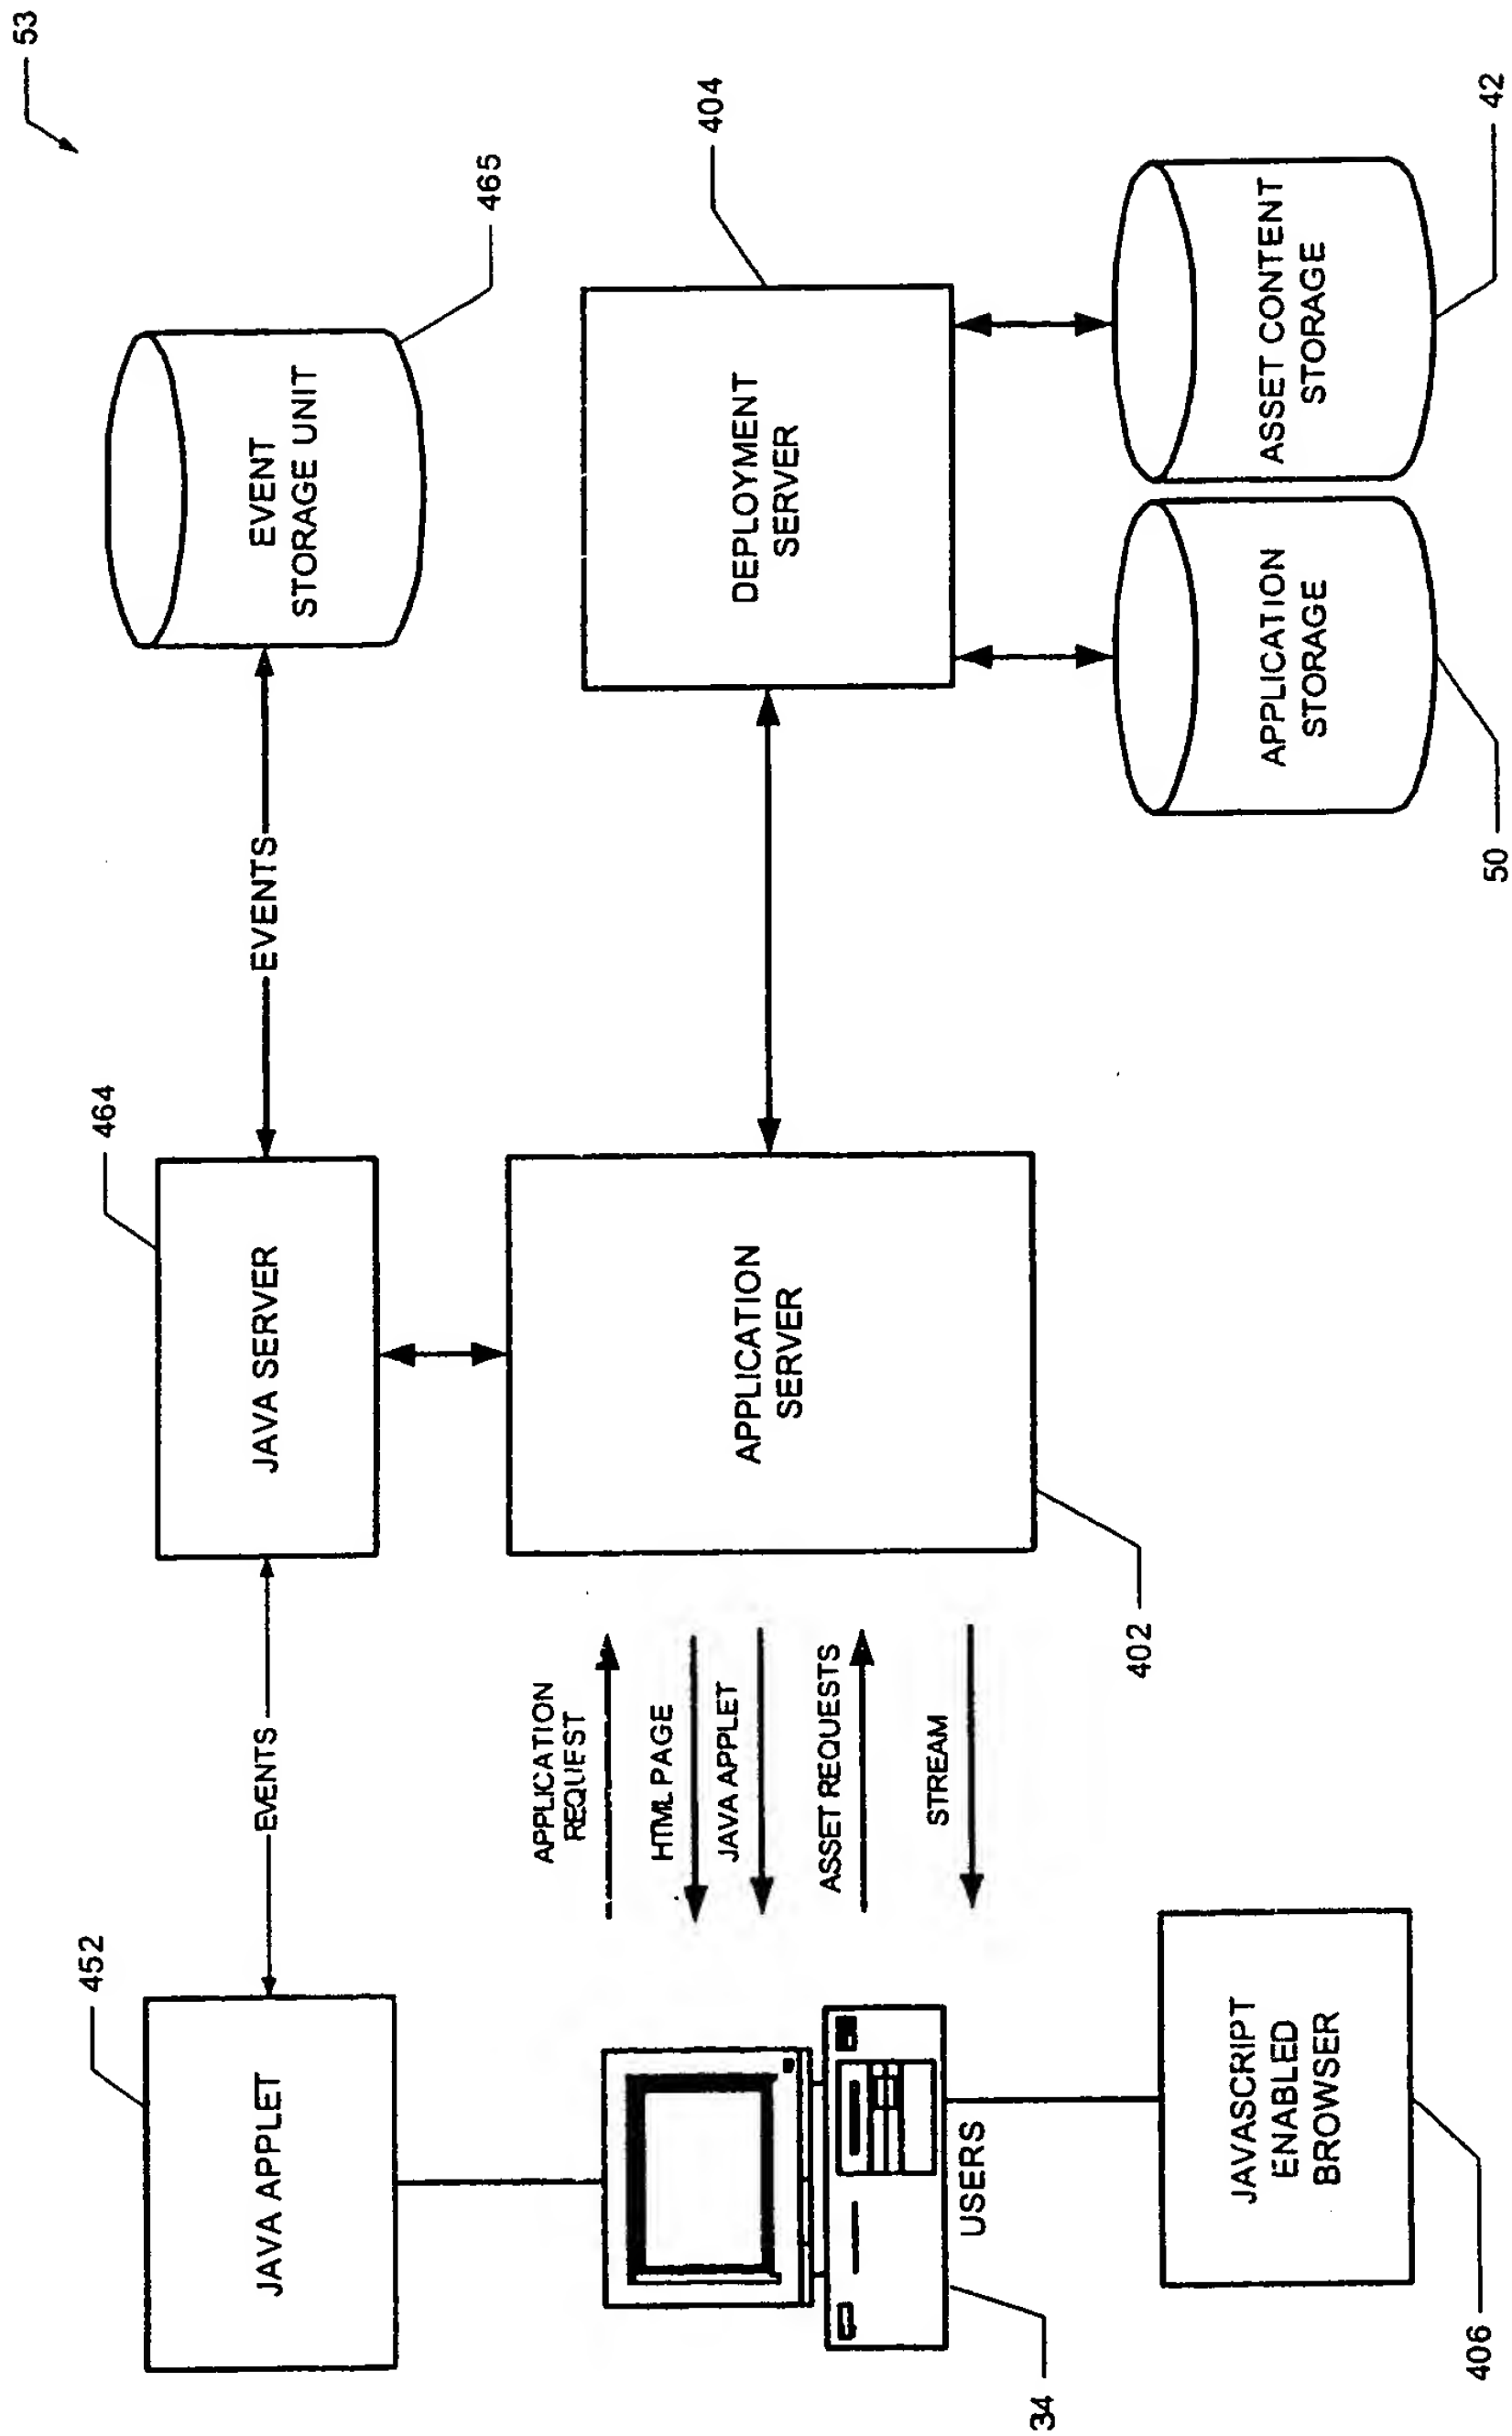 53
452
JAVA APPLET
EVENTS
464
JAVA SERVER
EVENTS
EVENT
STORAGE UNIT
465
APPLICATION
REQUEST
HTML PAGE
JAVA APPLET
ASSET REQUESTS
STREAM
APPLICATION
SERVER
402
DEPLOYMENT
SERVER
404
USERS
34
JAVASCRIPT
ENABLED
BROWSER
406
APPLICATION
STORAGE
50
ASSET CONTENT
STORAGE
42